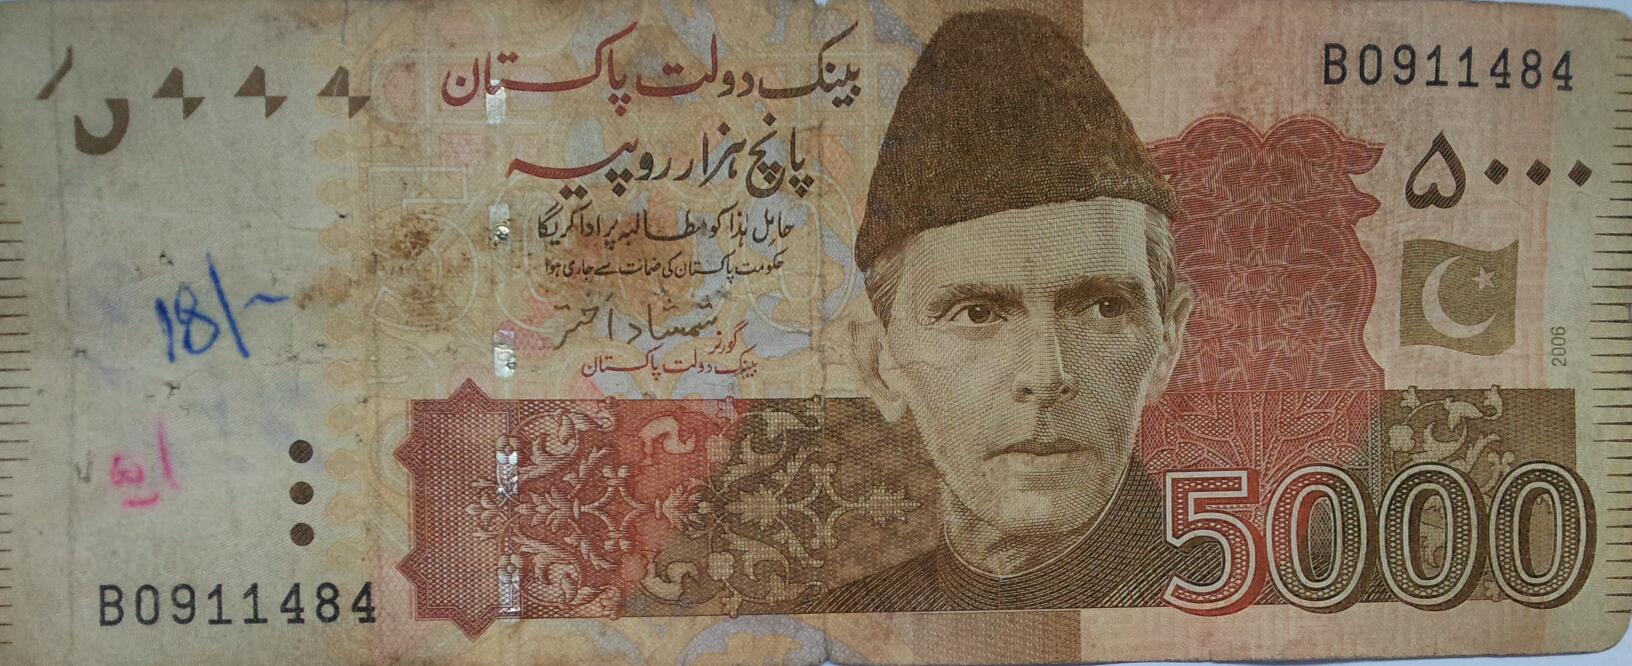 B0911484
بینک دولت پاکستان
پانچ ہزار روپیہ
۵۰۰۰
حامل ہٰذا کو مطالبہ پر ادا کریگا
حکومت پاکستان کی ضمانت سے جاری ہوا
شمشاد اختر
گورنر
بینک دولت پاکستان
2006
18/-
5000
B0911484